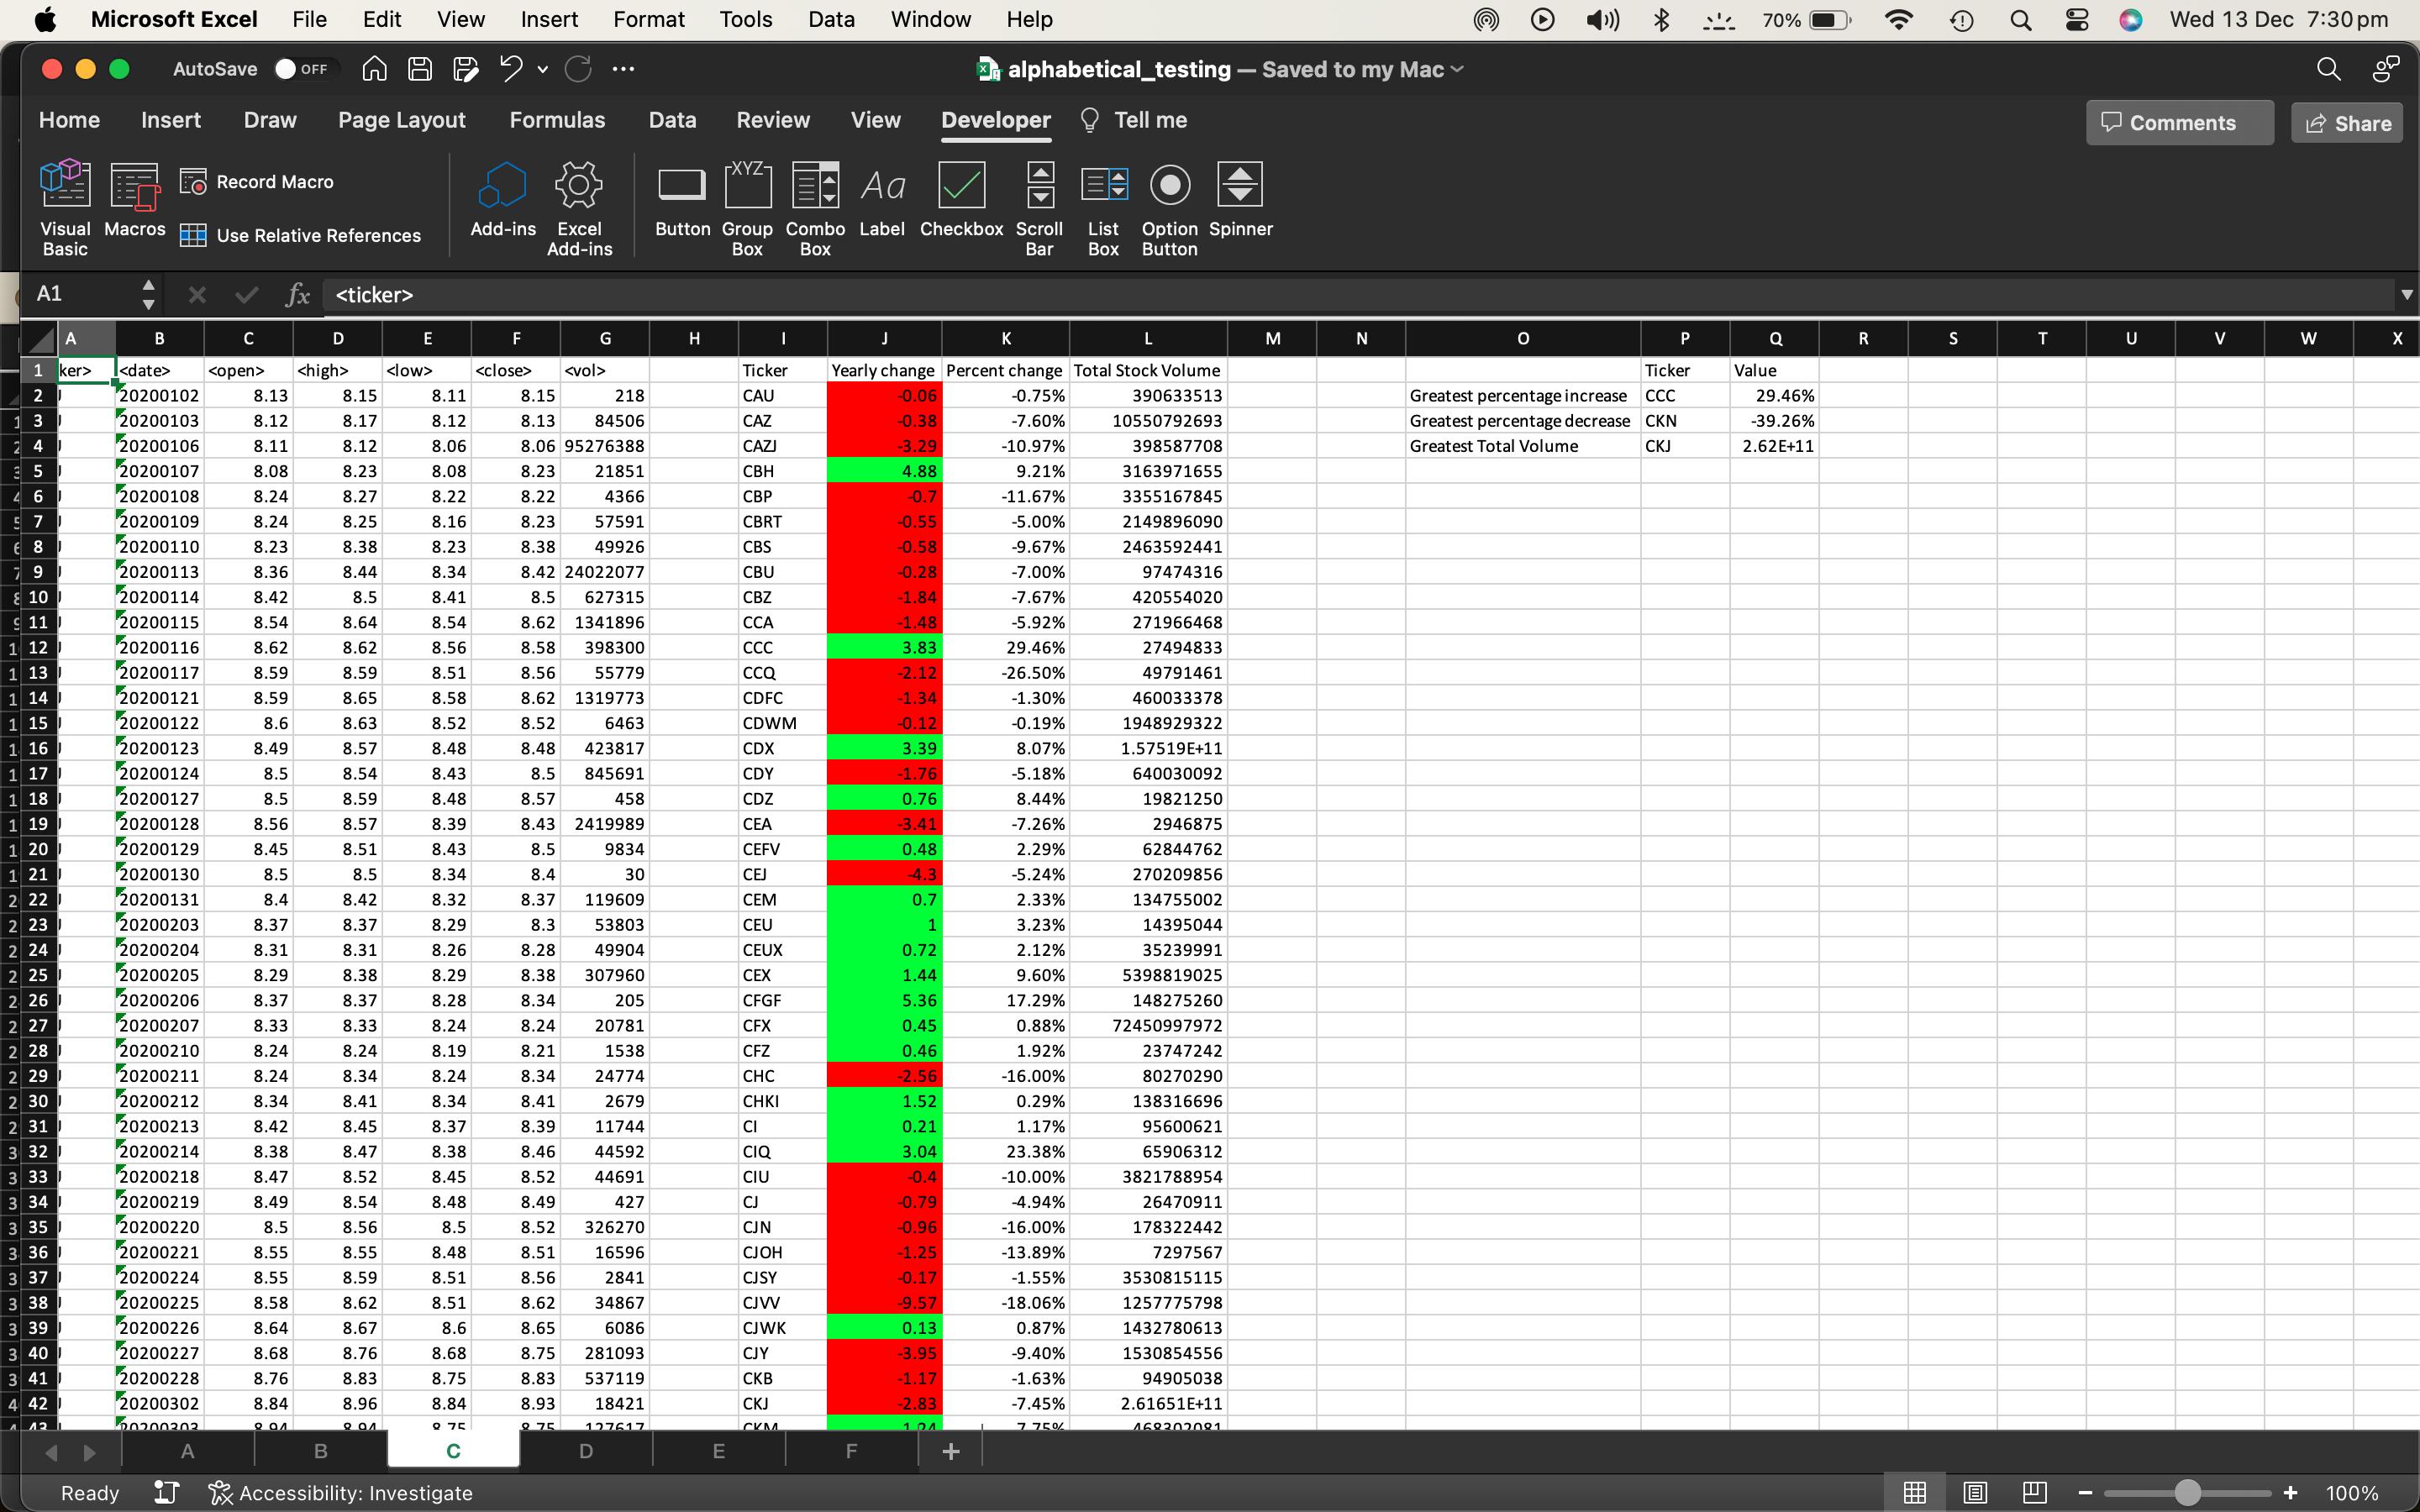 Microsoft Excel File Edit View Insert Format Tools Data Window Help 70% Wed 13 Dec 7:30 pm
AutoSave OFF alphabetical_testing — Saved to my Mac
Home Insert Draw Page Layout Formulas Data Review View Developer Tell me Comments Share
Visual Basic Macros Record Macro Use Relative References Add-ins Excel Add-ins Button Group Box Combo Box Label Checkbox Scroll Bar List Box Option Button Spinner
A1 fx <ticker>
A B C D E F G H I J K L M N O P Q R S T U V W X
1 ker> <date> <open> <high> <low> <close> <vol> Ticker Yearly change Percent change Total Stock Volume Ticker Value
2 20200102 8.13 8.15 8.11 8.15 218 CAU -0.06 -0.75% 390633513 Greatest percentage increase CCC 29.46%
3 20200103 8.12 8.17 8.12 8.13 84506 CAZ -0.38 -7.60% 10550792693 Greatest percentage decrease CKN -39.26%
4 20200106 8.11 8.12 8.06 8.06 95276388 CAZJ -3.29 -10.97% 398587708 Greatest Total Volume CKJ 2.62E+11
5 20200107 8.08 8.23 8.08 8.23 21851 CBH 4.88 9.21% 3163971655
6 20200108 8.24 8.27 8.22 8.22 4366 CBP -0.7 -11.67% 3355167845
7 20200109 8.24 8.25 8.16 8.23 57591 CBRT -0.55 -5.00% 2149896090
8 20200110 8.23 8.38 8.23 8.38 49926 CBS -0.58 -9.67% 2463592441
9 20200113 8.36 8.44 8.34 8.42 24022077 CBU -0.28 -7.00% 97474316
10 20200114 8.42 8.5 8.41 8.5 627315 CBZ -1.84 -7.67% 420554020
11 20200115 8.54 8.64 8.54 8.62 1341896 CCA -1.48 -5.92% 271966468
12 20200116 8.62 8.62 8.56 8.58 398300 CCC 3.83 29.46% 27494833
13 20200117 8.59 8.59 8.51 8.56 55779 CCQ -2.12 -26.50% 49791461
14 20200121 8.59 8.65 8.58 8.62 1319773 CDFC -1.34 -1.30% 460033378
15 20200122 8.6 8.63 8.52 8.52 6463 CDWM -0.12 -0.19% 1948929322
16 20200123 8.49 8.57 8.48 8.48 423817 CDX 3.39 8.07% 1.57519E+11
17 20200124 8.5 8.54 8.43 8.5 845691 CDY -1.76 -5.18% 640030092
18 20200127 8.5 8.59 8.48 8.57 458 CDZ 0.76 8.44% 19821250
19 20200128 8.56 8.57 8.39 8.43 2419989 CEA -3.41 -7.26% 2946875
20 20200129 8.45 8.51 8.43 8.5 9834 CEFV 0.48 2.29% 62844762
21 20200130 8.5 8.5 8.34 8.4 30 CEJ -4.3 -5.24% 270209856
22 20200131 8.4 8.42 8.32 8.37 119609 CEM 0.7 2.33% 134755002
23 20200203 8.37 8.37 8.29 8.3 53803 CEU 1 3.23% 14395044
24 20200204 8.31 8.31 8.26 8.28 49904 CEUX 0.72 2.12% 35239991
25 20200205 8.29 8.38 8.29 8.38 307960 CEX 1.44 9.60% 5398819025
26 20200206 8.37 8.37 8.28 8.34 205 CFGF 5.36 17.29% 148275260
27 20200207 8.33 8.33 8.24 8.24 20781 CFX 0.45 0.88% 72450997972
28 20200210 8.24 8.24 8.19 8.21 1538 CFZ 0.46 1.92% 23747242
29 20200211 8.24 8.34 8.24 8.34 24774 CHC -2.56 -16.00% 80270290
30 20200212 8.34 8.41 8.34 8.41 2679 CHKI 1.52 0.29% 138316696
31 20200213 8.42 8.45 8.37 8.39 11744 CI 0.21 1.17% 95600621
32 20200214 8.38 8.47 8.38 8.46 44592 CIQ 3.04 23.38% 65906312
33 20200218 8.47 8.52 8.45 8.52 44691 CIU -0.4 -10.00% 3821788954
34 20200219 8.49 8.54 8.48 8.49 427 CJ -0.79 -4.94% 26470911
35 20200220 8.5 8.56 8.5 8.52 326270 CJN -0.96 -16.00% 178322442
36 20200221 8.55 8.55 8.48 8.51 16596 CJOH -1.25 -13.89% 7297567
37 20200224 8.55 8.59 8.51 8.56 2841 CJSY -0.17 -1.55% 3530815115
38 20200225 8.58 8.62 8.51 8.62 34867 CJVV -9.57 -18.06% 1257775798
39 20200226 8.64 8.67 8.6 8.65 6086 CJWK 0.13 0.87% 1432780613
40 20200227 8.68 8.76 8.68 8.75 281093 CJY -3.95 -9.40% 1530854556
41 20200228 8.76 8.83 8.75 8.83 537119 CKB -1.17 -1.63% 94905038
42 20200302 8.84 8.96 8.84 8.93 18421 CKJ -2.83 -7.45% 2.61651E+11
43 20200303 8.94 8.94 8.75 8.75 127617 CKM 1.24 7.75% 468302081
A B C D E F +
Ready Accessibility: Investigate 100%